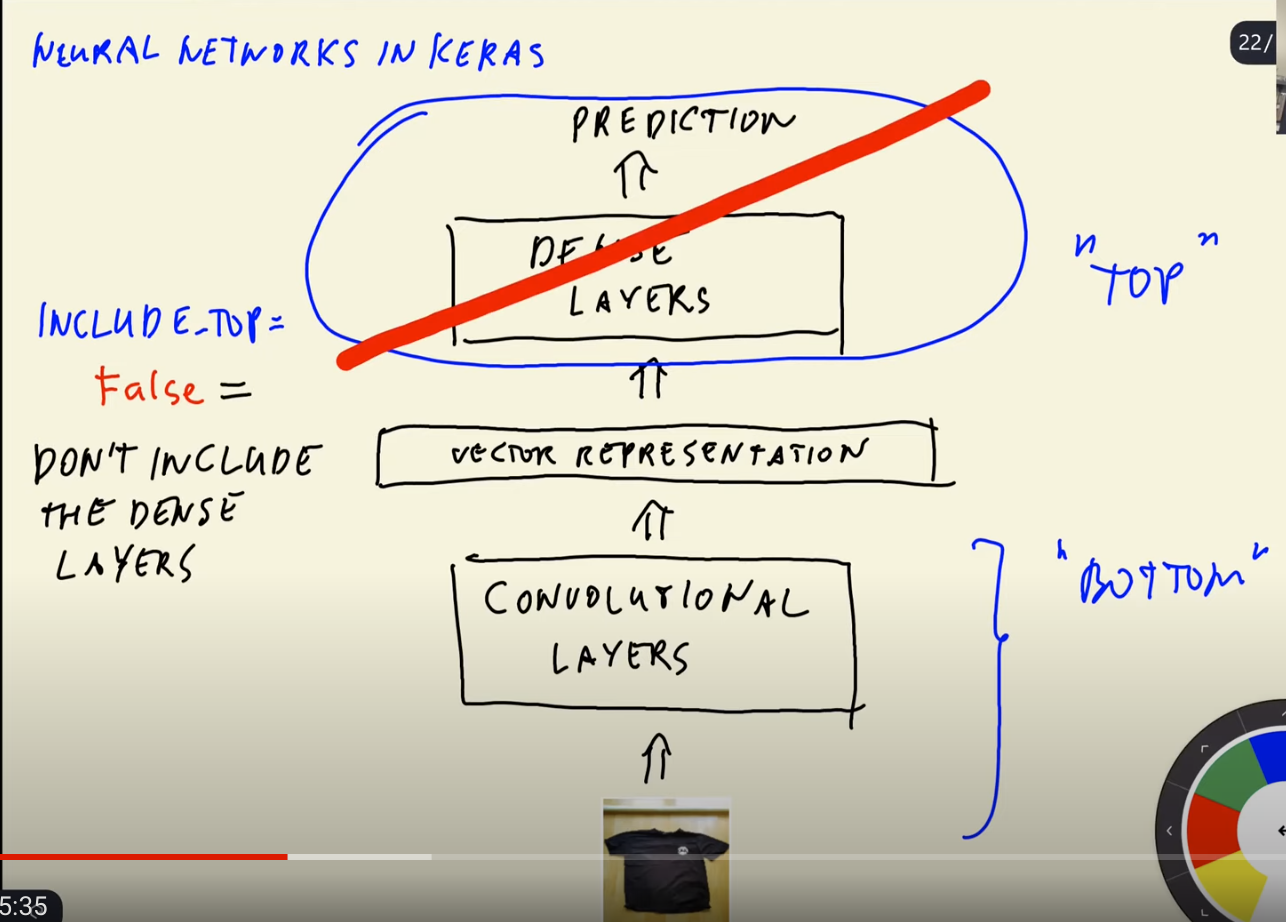 NEURAL NETWORKS IN KERAS
22/
PREDICTION
DENSE
LAYERS
"TOP"
INCLUDE_TOP=
False =
DON'T INCLUDE
THE DENSE
LAYERS
VECTOR REPRESENTATION
CONVOLUTIONAL
LAYERS
"BOTTOM"
5:35